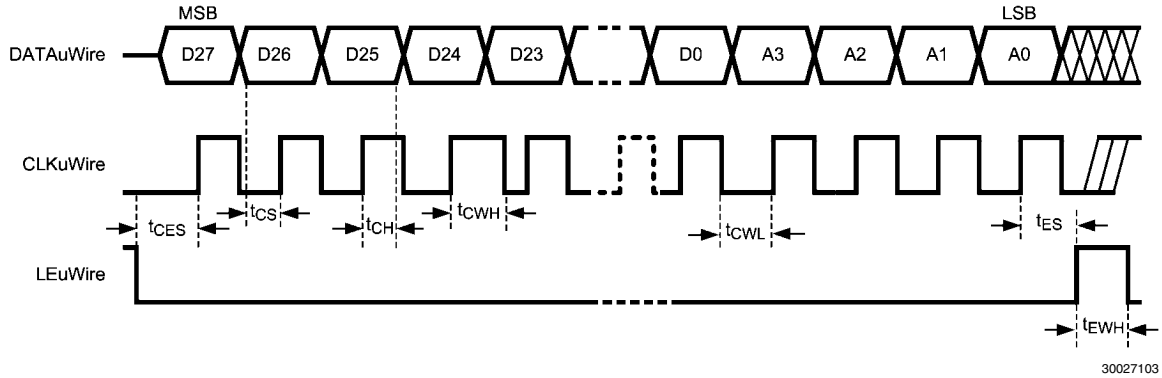 MSB LSB
DATAuWire D27 D26 D25 D24 D23 D0 A3 A2 A1 A0
CLKuWire
tCES tCS tCH tCWH tCWL tES
LEuWire
tEWH
30027103